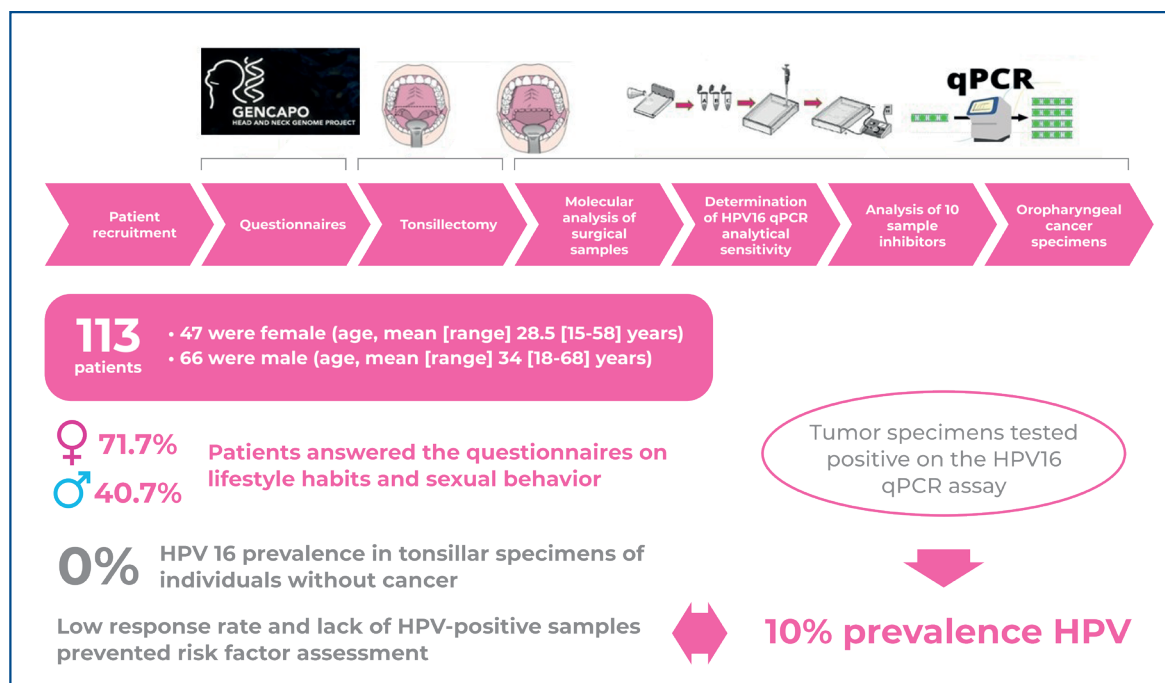 GENCAPO
HEAD AND NECK GENOME PROJECT
qPCR
Patient
recruitment
Questionnaires
Tonsillectomy
Molecular
analysis of
surgical
samples
Determination
of HPV16 qPCR
analytical
sensitivity
Analysis of 10
sample
inhibitors
Oropharyngeal
cancer
specimens
113
patients
• 47 were female (age, mean [range] 28.5 [15-58] years)
• 66 were male (age, mean [range] 34 [18-68] years)
71.7%
40.7%
Patients answered the questionnaires on
lifestyle habits and sexual behavior
Tumor specimens tested
positive on the HPV16
qPCR assay
0%
HPV 16 prevalence in tonsillar specimens of
individuals without cancer
Low response rate and lack of HPV-positive samples
prevented risk factor assessment
10% prevalence HPV